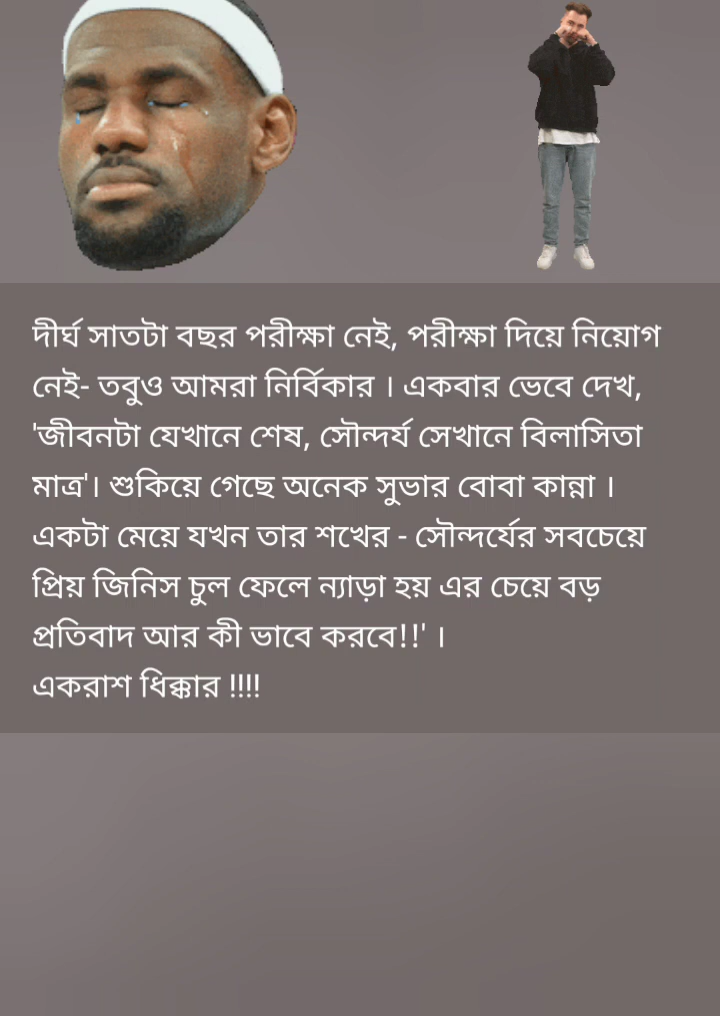 দীর্ঘ সাতটা বছর পরীক্ষা নেই, পরীক্ষা দিয়ে নিয়োগ
নেই- তবুও আমরা নির্বিকার । একবার ভেবে দেখ,
'জীবনটা যেখানে শেষ, সৌন্দর্য সেখানে বিলাসিতা
মাত্র'। শুকিয়ে গেছে অনেক সুভার বোবা কান্না ।
একটা মেয়ে যখন তার শখের - সৌন্দর্যের সবচেয়ে
প্রিয় জিনিস চুল ফেলে ন্যাড়া হয় এর চেয়ে বড়
প্রতিবাদ আর কী ভাবে করবে!!' ।
একরাশ ধিক্কার !!!!